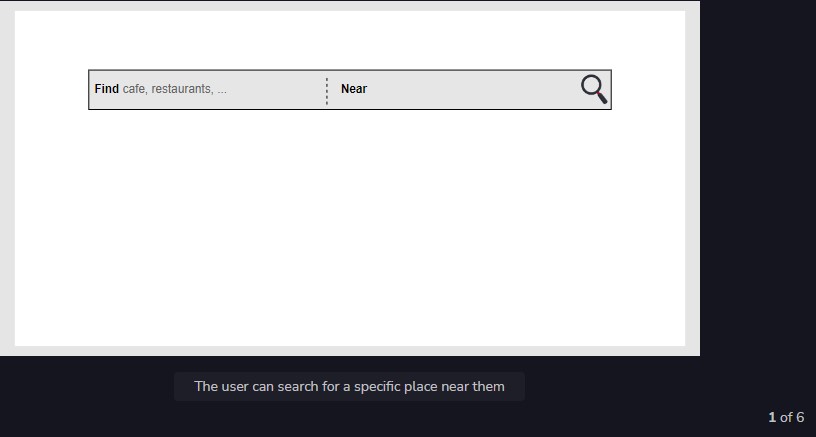 Find cafe, restaurants, ... Near
The user can search for a specific place near them
1 of 6